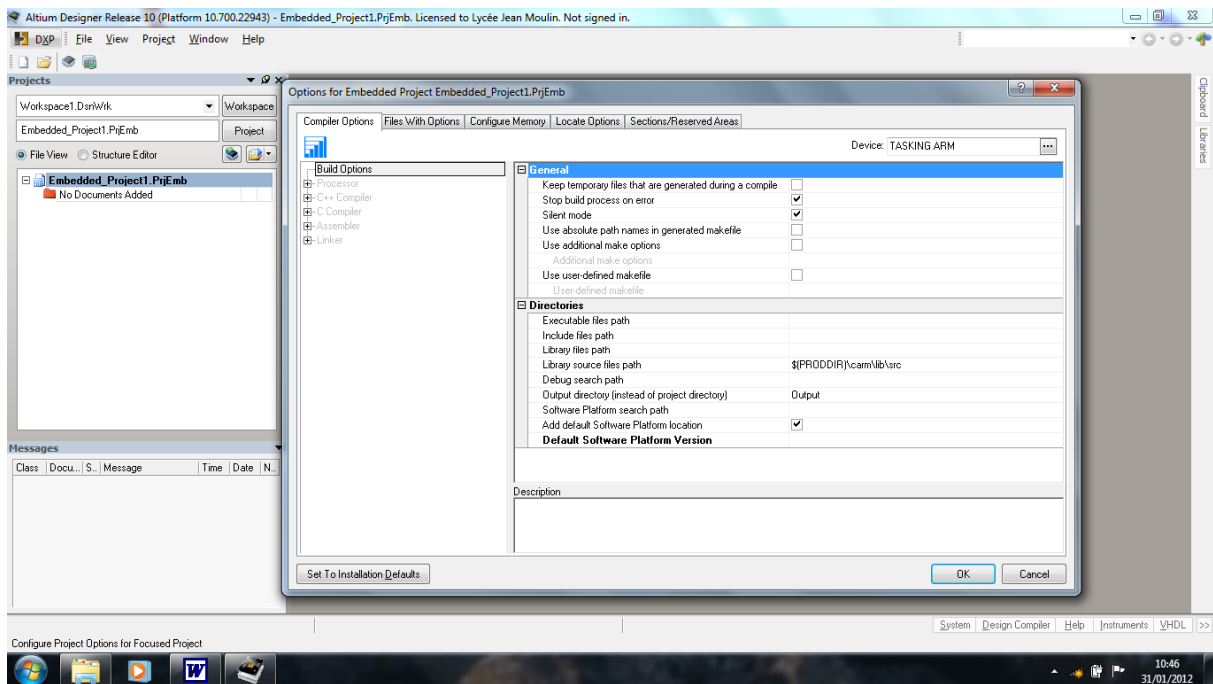 Altium Designer Release 10 (Platform 10.700.22943) - Embedded_Project1.PrjEmb. Licensed to Lycée Jean Moulin. Not signed in.
DXP File View Project Window Help
Projects
Workspace1.DsnWrk Workspace
Embedded_Project1.PrjEmb Project
File View Structure Editor
Embedded_Project1.PrjEmb
No Documents Added
Clipboard
Libraries
Options for Embedded Project Embedded_Project1.PrjEmb
Compiler Options Files With Options Configure Memory Locate Options Sections/Reserved Areas
Device: TASKING ARM ...
Build Options
Processor
C++ Compiler
C Compiler
Assembler
Linker
General
Keep temporary files that are generated during a compile
Stop build process on error
Silent mode
Use absolute path names in generated makefile
Use additional make options
Additional make options
Use user-defined makefile
User-defined makefile
Directories
Executable files path
Include files path
Library files path
Library source files path $(PRODDIR)\carm\lib\src
Debug search path
Output directory (instead of project directory) Output
Software Platform search path
Add default Software Platform location
Default Software Platform Version
Description
Set To Installation Defaults OK Cancel
Messages
Class Docu... S.. Message Time Date N..
System Design Compiler Help Instruments VHDL >>
Configure Project Options for Focused Project
W
10:46
31/01/2012